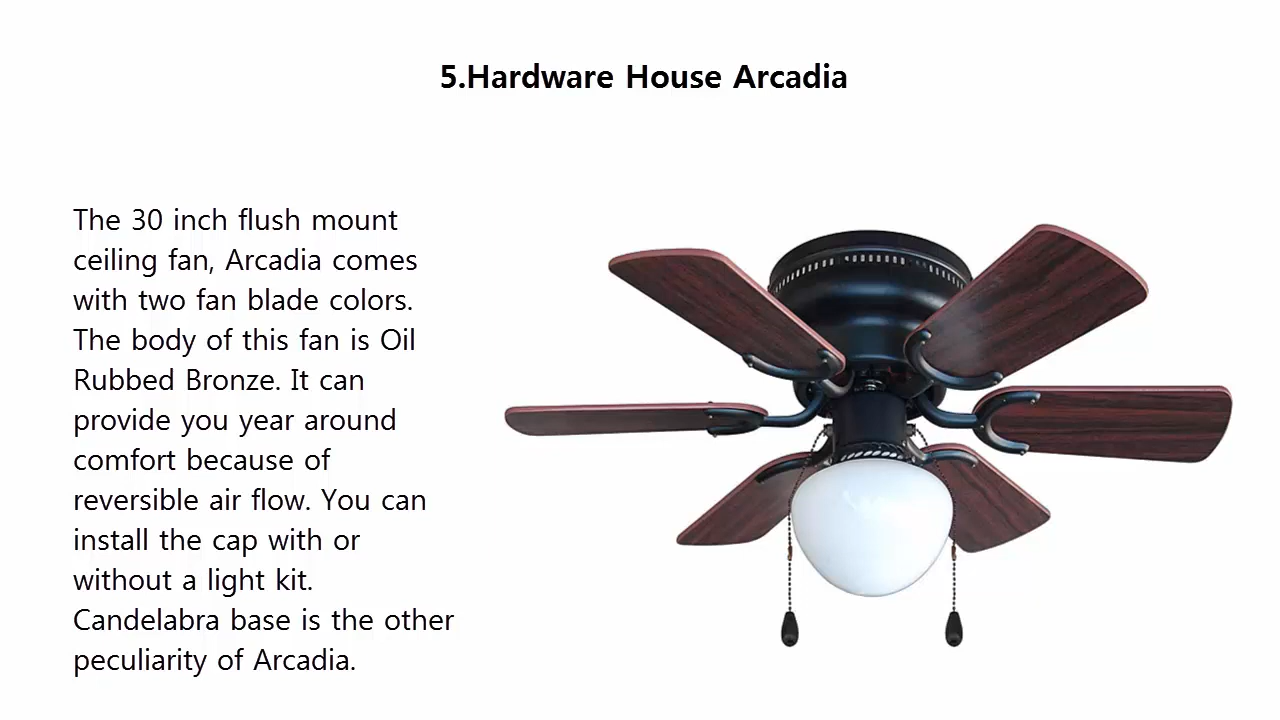 5.Hardware House Arcadia
The 30 inch flush mount
ceiling fan, Arcadia comes
with two fan blade colors.
The body of this fan is Oil
Rubbed Bronze. It can
provide you year around
comfort because of
reversible air flow. You can
install the cap with or
without a light kit.
Candelabra base is the other
peculiarity of Arcadia.